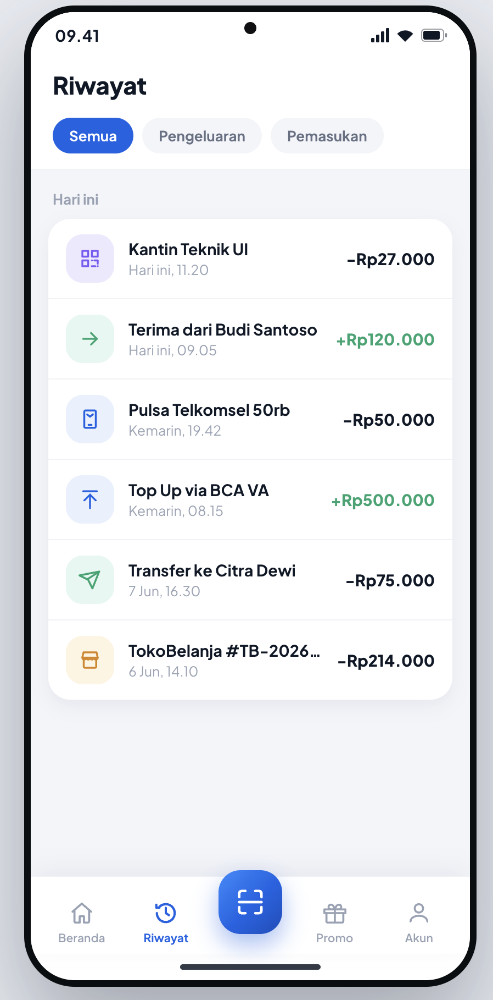 09.41
Riwayat
Semua Pengeluaran Pemasukan
Hari ini
Kantin Teknik UI
Hari ini, 11.20
-Rp27.000
Terima dari Budi Santoso
Hari ini, 09.05
+Rp120.000
Pulsa Telkomsel 50rb
Kemarin, 19.42
-Rp50.000
Top Up via BCA VA
Kemarin, 08.15
+Rp500.000
Transfer ke Citra Dewi
7 Jun, 16.30
-Rp75.000
TokoBelanja #TB-2026...
6 Jun, 14.10
-Rp214.000
Beranda Riwayat Promo Akun